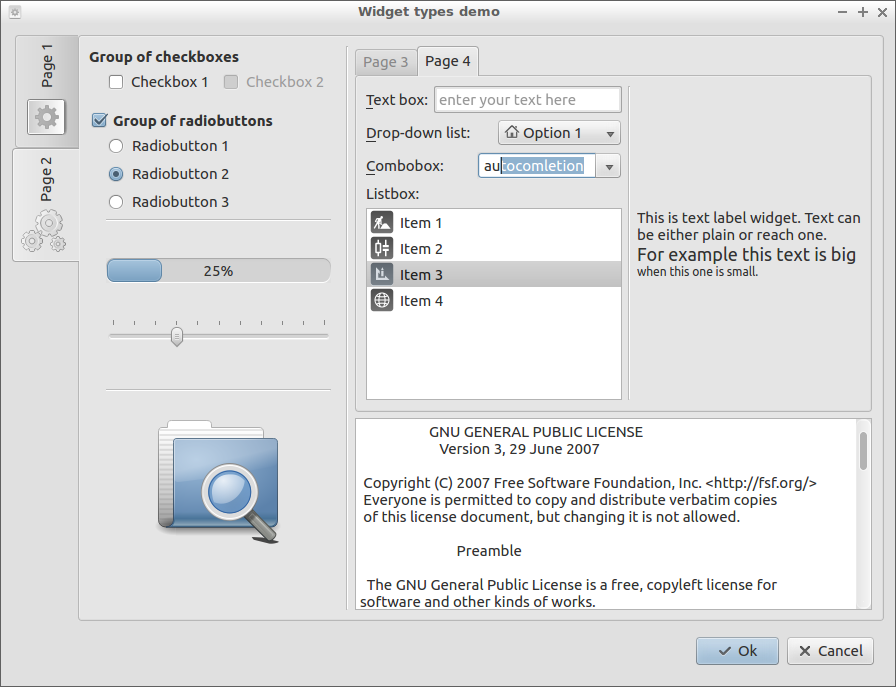 Widget types demo
Page 1
Page 2
Group of checkboxes
Checkbox 1
Checkbox 2
Group of radiobuttons
Radiobutton 1
Radiobutton 2
Radiobutton 3
25%
Page 3
Page 4
Text box:
enter your text here
Drop-down list:
Option 1
Combobox:
autocomletion
Listbox:
Item 1
Item 2
Item 3
Item 4
This is text label widget. Text can
be either plain or reach one.
For example this text is big
when this one is small.
GNU GENERAL PUBLIC LICENSE
Version 3, 29 June 2007
Copyright (C) 2007 Free Software Foundation, Inc. <http://fsf.org/>
Everyone is permitted to copy and distribute verbatim copies
of this license document, but changing it is not allowed.
Preamble
The GNU General Public License is a free, copyleft license for
software and other kinds of works.
Ok
Cancel